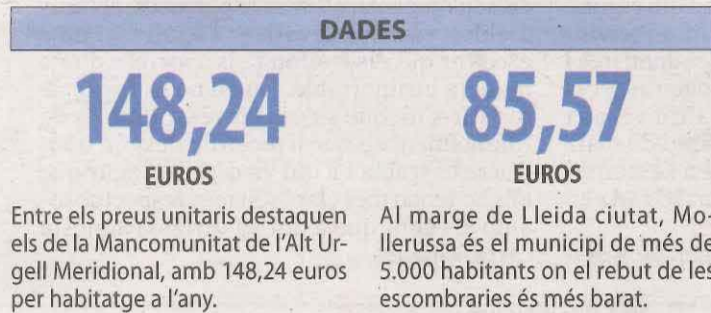 DADES
148,24
EUROS
Entre els preus unitaris destaquen
els de la Mancomunitat de l'Alt Ur-
gell Meridional, amb 148,24 euros
per habitatge a l'any.
85,57
EUROS
Al marge de Lleida ciutat, Mo-
llerussa és el municipi de més de
5.000 habitants on el rebut de les
escombraries és més barat.